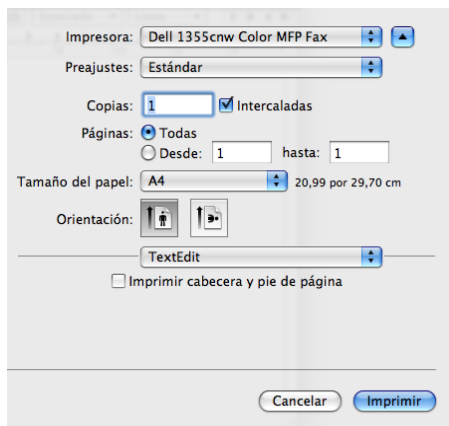 Impresora: Dell 1355cnw Color MFP Fax
Preajustes: Estándar
Copias: 1 Intercaladas
Páginas: Todas
Desde: 1 hasta: 1
Tamaño del papel: A4 20,99 por 29,70 cm
Orientación:
TextEdit
Imprimir cabecera y pie de página
Cancelar Imprimir